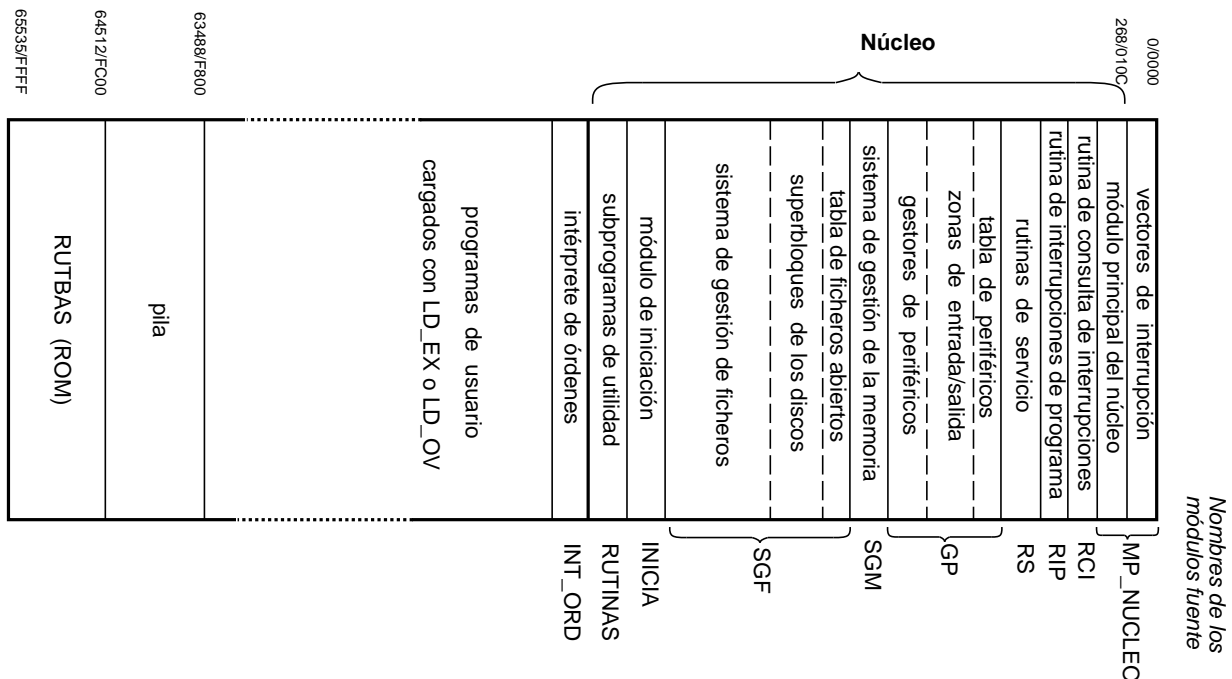 Núcleo
0/0000
268/010C
63488/F800
64512/FC00
65535/FFFF
vectores de interrupción
módulo principal del núcleo
rutina de consulta de interrupciones
rutina de interrupciones de programa
rutinas de servicio
tabla de periféricos
zonas de entrada/salida
gestores de periféricos
sistema de gestión de la memoria
tabla de ficheros abiertos
superbloques de los discos
sistema de gestión de ficheros
módulo de iniciación
subprogramas de utilidad
intérprete de órdenes
programas de usuario
cargados con LD_EX o LD_OV
pila
RUTBAS (ROM)
Nombres de los
módulos fuente
MP_NUCLEO
RCI
RIP
RS
GP
SGM
SGF
INICIA
RUTINAS
INT_ORD